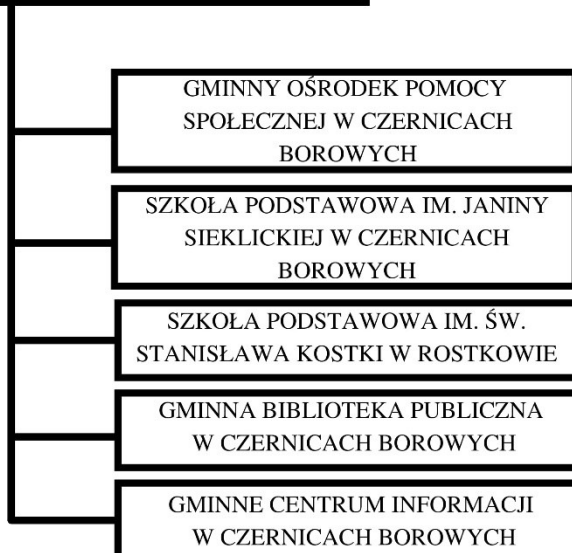 GMINNY OŚRODEK POMOCY
SPOŁECZNEJ W CZERNICACH
BOROWYCH
SZKOŁA PODSTAWOWA IM. JANINY
SIEKLICKIEJ W CZERNICACH
BOROWYCH
SZKOŁA PODSTAWOWA IM. ŚW.
STANISŁAWA KOSTKI W ROSTKOWIE
GMINNA BIBLIOTEKA PUBLICZNA
W CZERNICACH BOROWYCH
GMINNE CENTRUM INFORMACJI
W CZERNICACH BOROWYCH